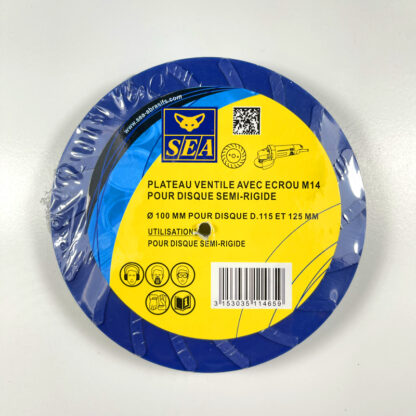 www.sea-abrasifs.com
SEA
PLATEAU VENTILE AVEC ECROU M14
POUR DISQUE SEMI-RIGIDE
Ø 100 MM POUR DISQUE D.115 ET 125 MM
UTILISATION
POUR DISQUE SEMI-RIGIDE
3 153035 114659